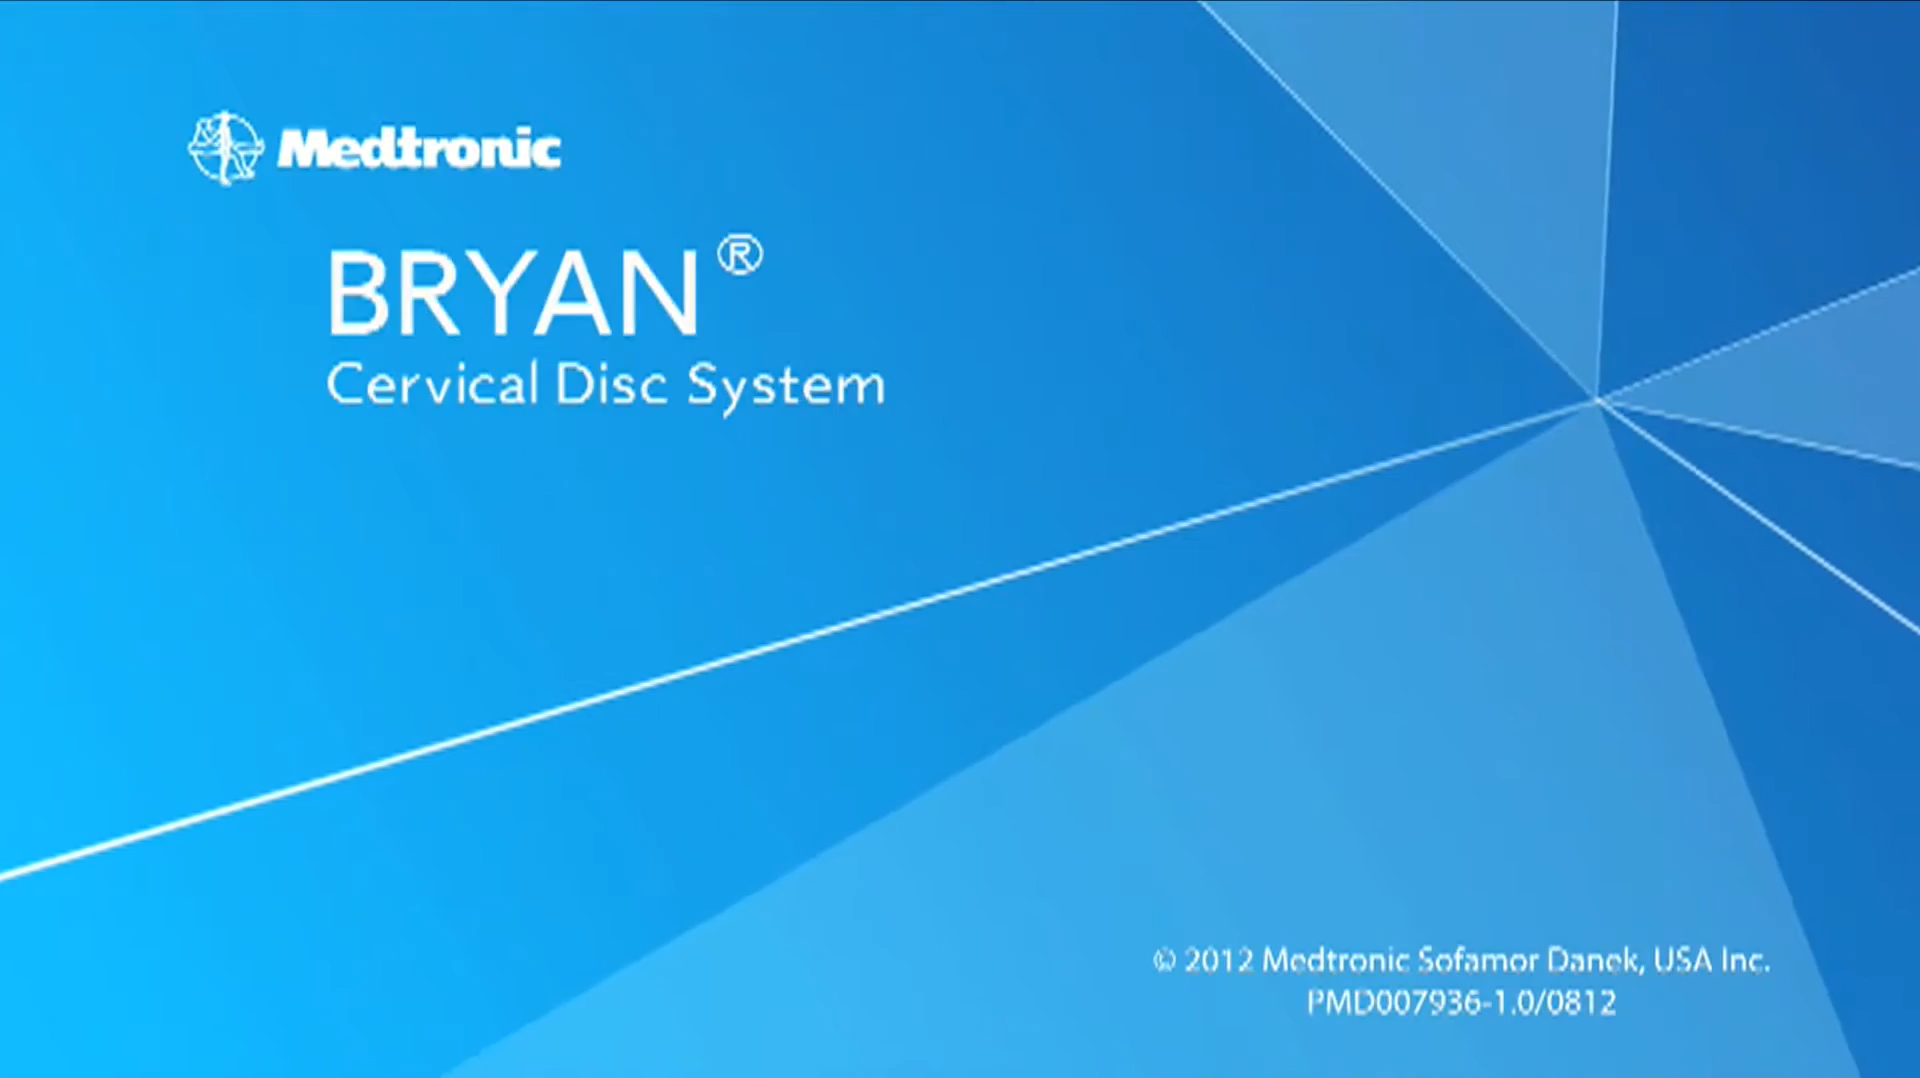 Medtronic
BRYAN®
Cervical Disc System
© 2012 Medtronic Sofamor Danek, USA Inc.
PMD007936-1.0/0812